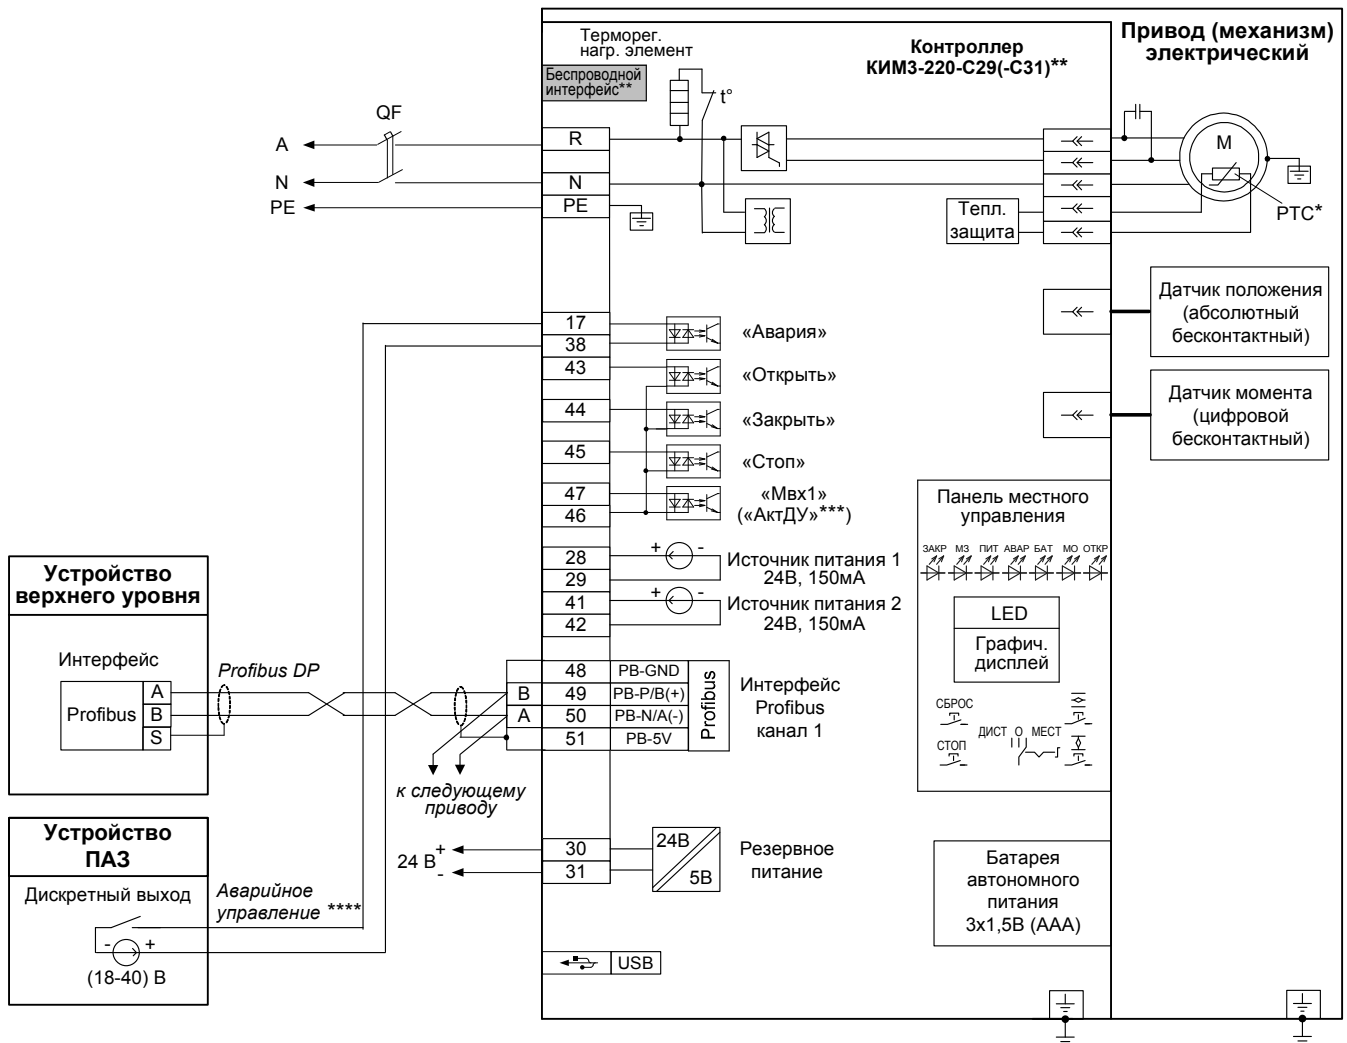 Привод (механизм)
электрический
Контроллер
КИМ3-220-С29(-С31)**
Терморег.
нагр. элемент
Беспроводной
интерфейс**
t°
QF
A
N
PE
R
N
PE
M
PTC*
Тепл.
защита
Датчик положения
(абсолютный
бесконтактный)
Датчик момента
(цифровой
бесконтактный)
17
38
«Авария»
43
«Открыть»
44
«Закрыть»
45
«Стоп»
47
46
«Мвх1»
(«АктДУ»***)
28
29
+ -
Источник питания 1
24В, 150мА
41
42
+ -
Источник питания 2
24В, 150мА
Панель местного
управления
ЗАКР МЗ ПИТ АВАР БАТ МО ОТКР
LED
Графич.
дисплей
СБРОС
СТОП
ДИСТ О МЕСТ
Устройство
верхнего уровня
Интерфейс
Profibus
A
B
S
Profibus DP
B
A
48 PB-GND
49 PB-P/B(+)
50 PB-N/A(-)
51 PB-5V
Profibus
Интерфейс
Profibus
канал 1
к следующему
приводу
24 В
+
-
30
31
24В
5В
Резервное
питание
Батарея
автономного
питания
3х1,5В (ААА)
Устройство
ПАЗ
Дискретный выход
- +
(18-40) В
Аварийное
управление ****
USB